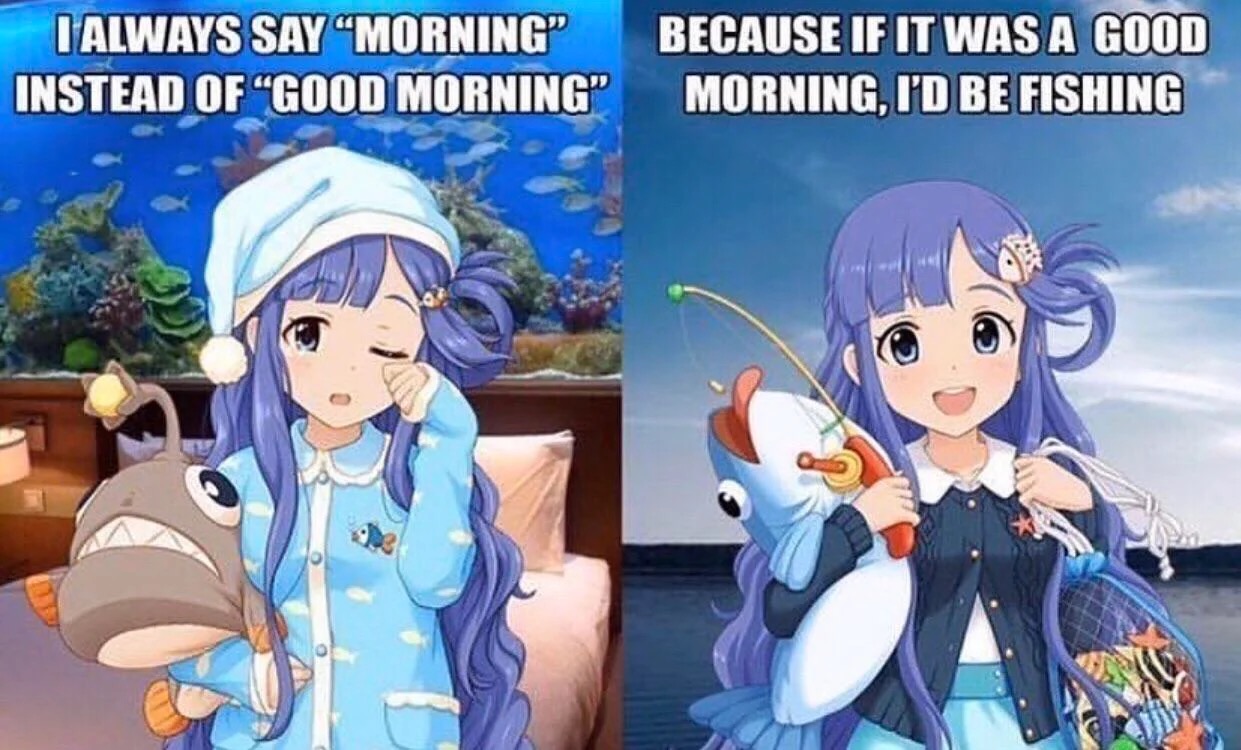 I ALWAYS SAY “MORNING”
INSTEAD OF “GOOD MORNING”
BECAUSE IF IT WAS A GOOD
MORNING, I'D BE FISHING